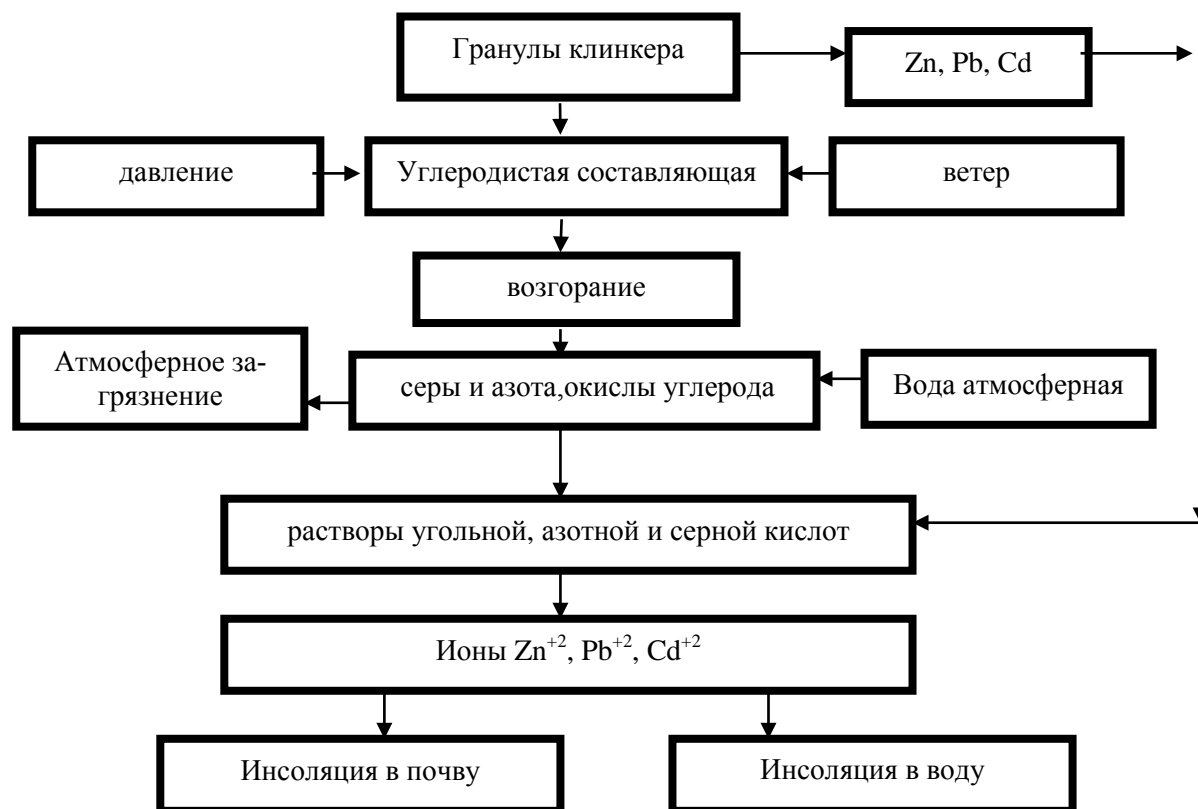 Гранулы клинкера
Zn, Pb, Cd
давление
Углеродистая составляющая
ветер
возгорание
Атмосферное за-
грязнение
серы и азота,окислы углерода
Вода атмосферная
растворы угольной, азотной и серной кислот
Ионы Zn⁺², Pb⁺², Cd⁺²
Инсоляция в почву
Инсоляция в воду